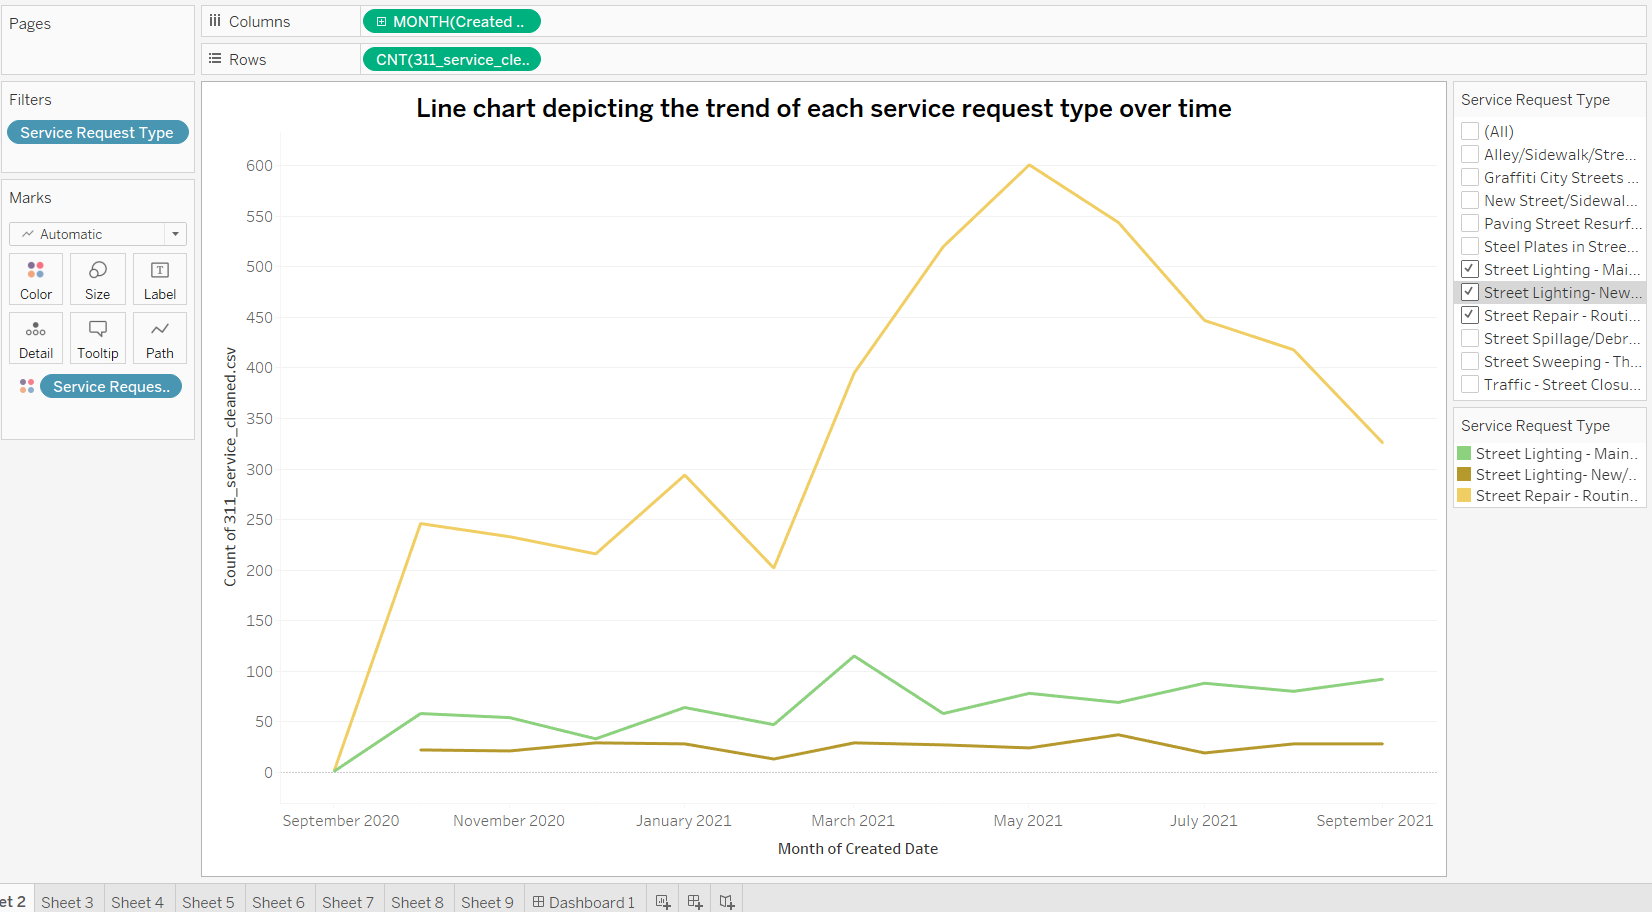 Pages
Columns
MONTH(Created ..
Rows
CNT(311_service_cle..
Filters
Service Request Type
Marks
Automatic
Color
Size
Label
Detail
Tooltip
Path
Service Reques..
Line chart depicting the trend of each service request type over time
Count of 311_service_cleaned.csv
600
550
500
450
400
350
300
250
200
150
100
50
0
September 2020
November 2020
January 2021
March 2021
May 2021
July 2021
September 2021
Month of Created Date
Service Request Type
(All)
Alley/Sidewalk/Stre...
Graffiti City Streets ...
New Street/Sidewal...
Paving Street Resurf...
Steel Plates in Stree...
Street Lighting - Mai...
Street Lighting- New...
Street Repair - Routi...
Street Spillage/Debr...
Street Sweeping - Th...
Traffic - Street Closu...
Service Request Type
Street Lighting - Main..
Street Lighting- New/..
Street Repair - Routin..
et 2
Sheet 3
Sheet 4
Sheet 5
Sheet 6
Sheet 7
Sheet 8
Sheet 9
Dashboard 1